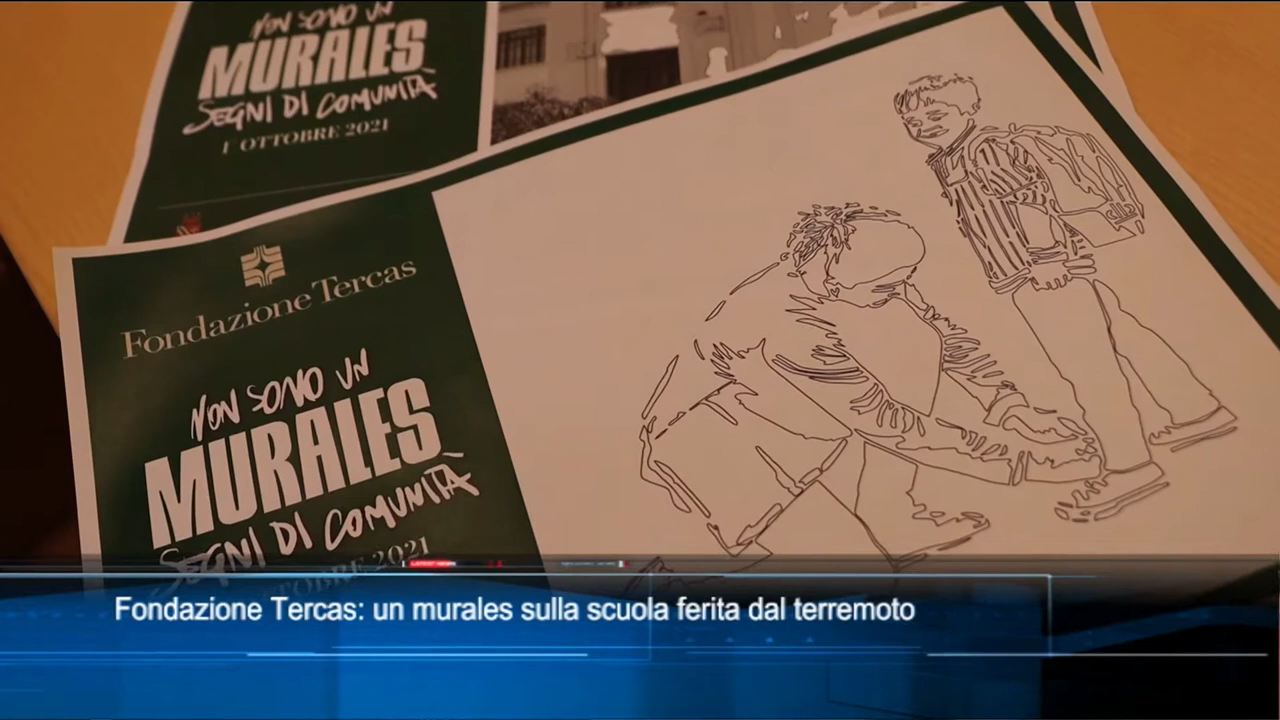 NON SONO UN
MURALES
SEGNI DI COMUNITÀ
1° OTTOBRE 2021
Fondazione Tercas
NON SONO UN
MURALES
SEGNI DI COMUNITÀ
2021
Fondazione Tercas: un murales sulla scuola ferita dal terremoto